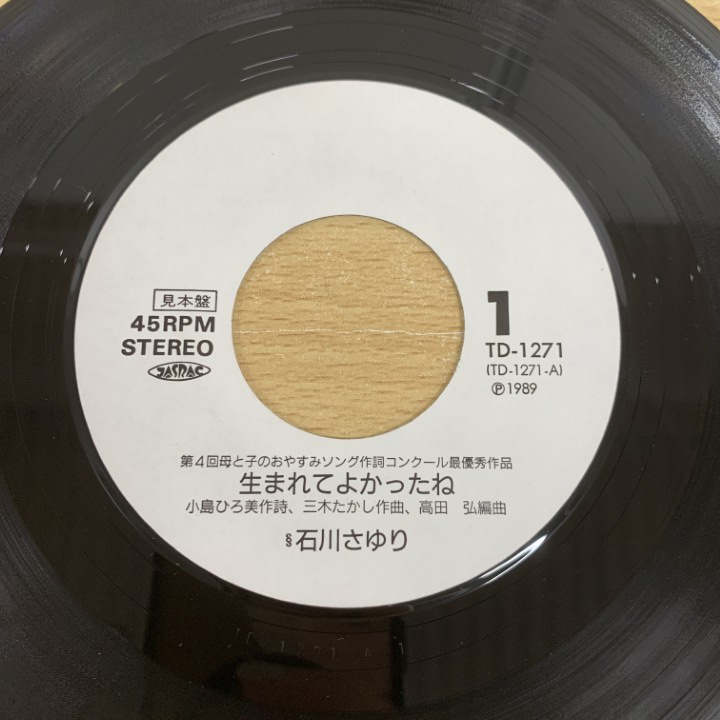 見本盤
45RPM
STEREO
JASRAC
1
TD-1271
(TD-1271-A)
Ⓟ1989
第4回母と子のおやすみソング作詞コンクール最優秀作品
生まれてよかったね
小島ひろ美作詩、三木たかし作曲、高田 弘編曲
§石川さゆり